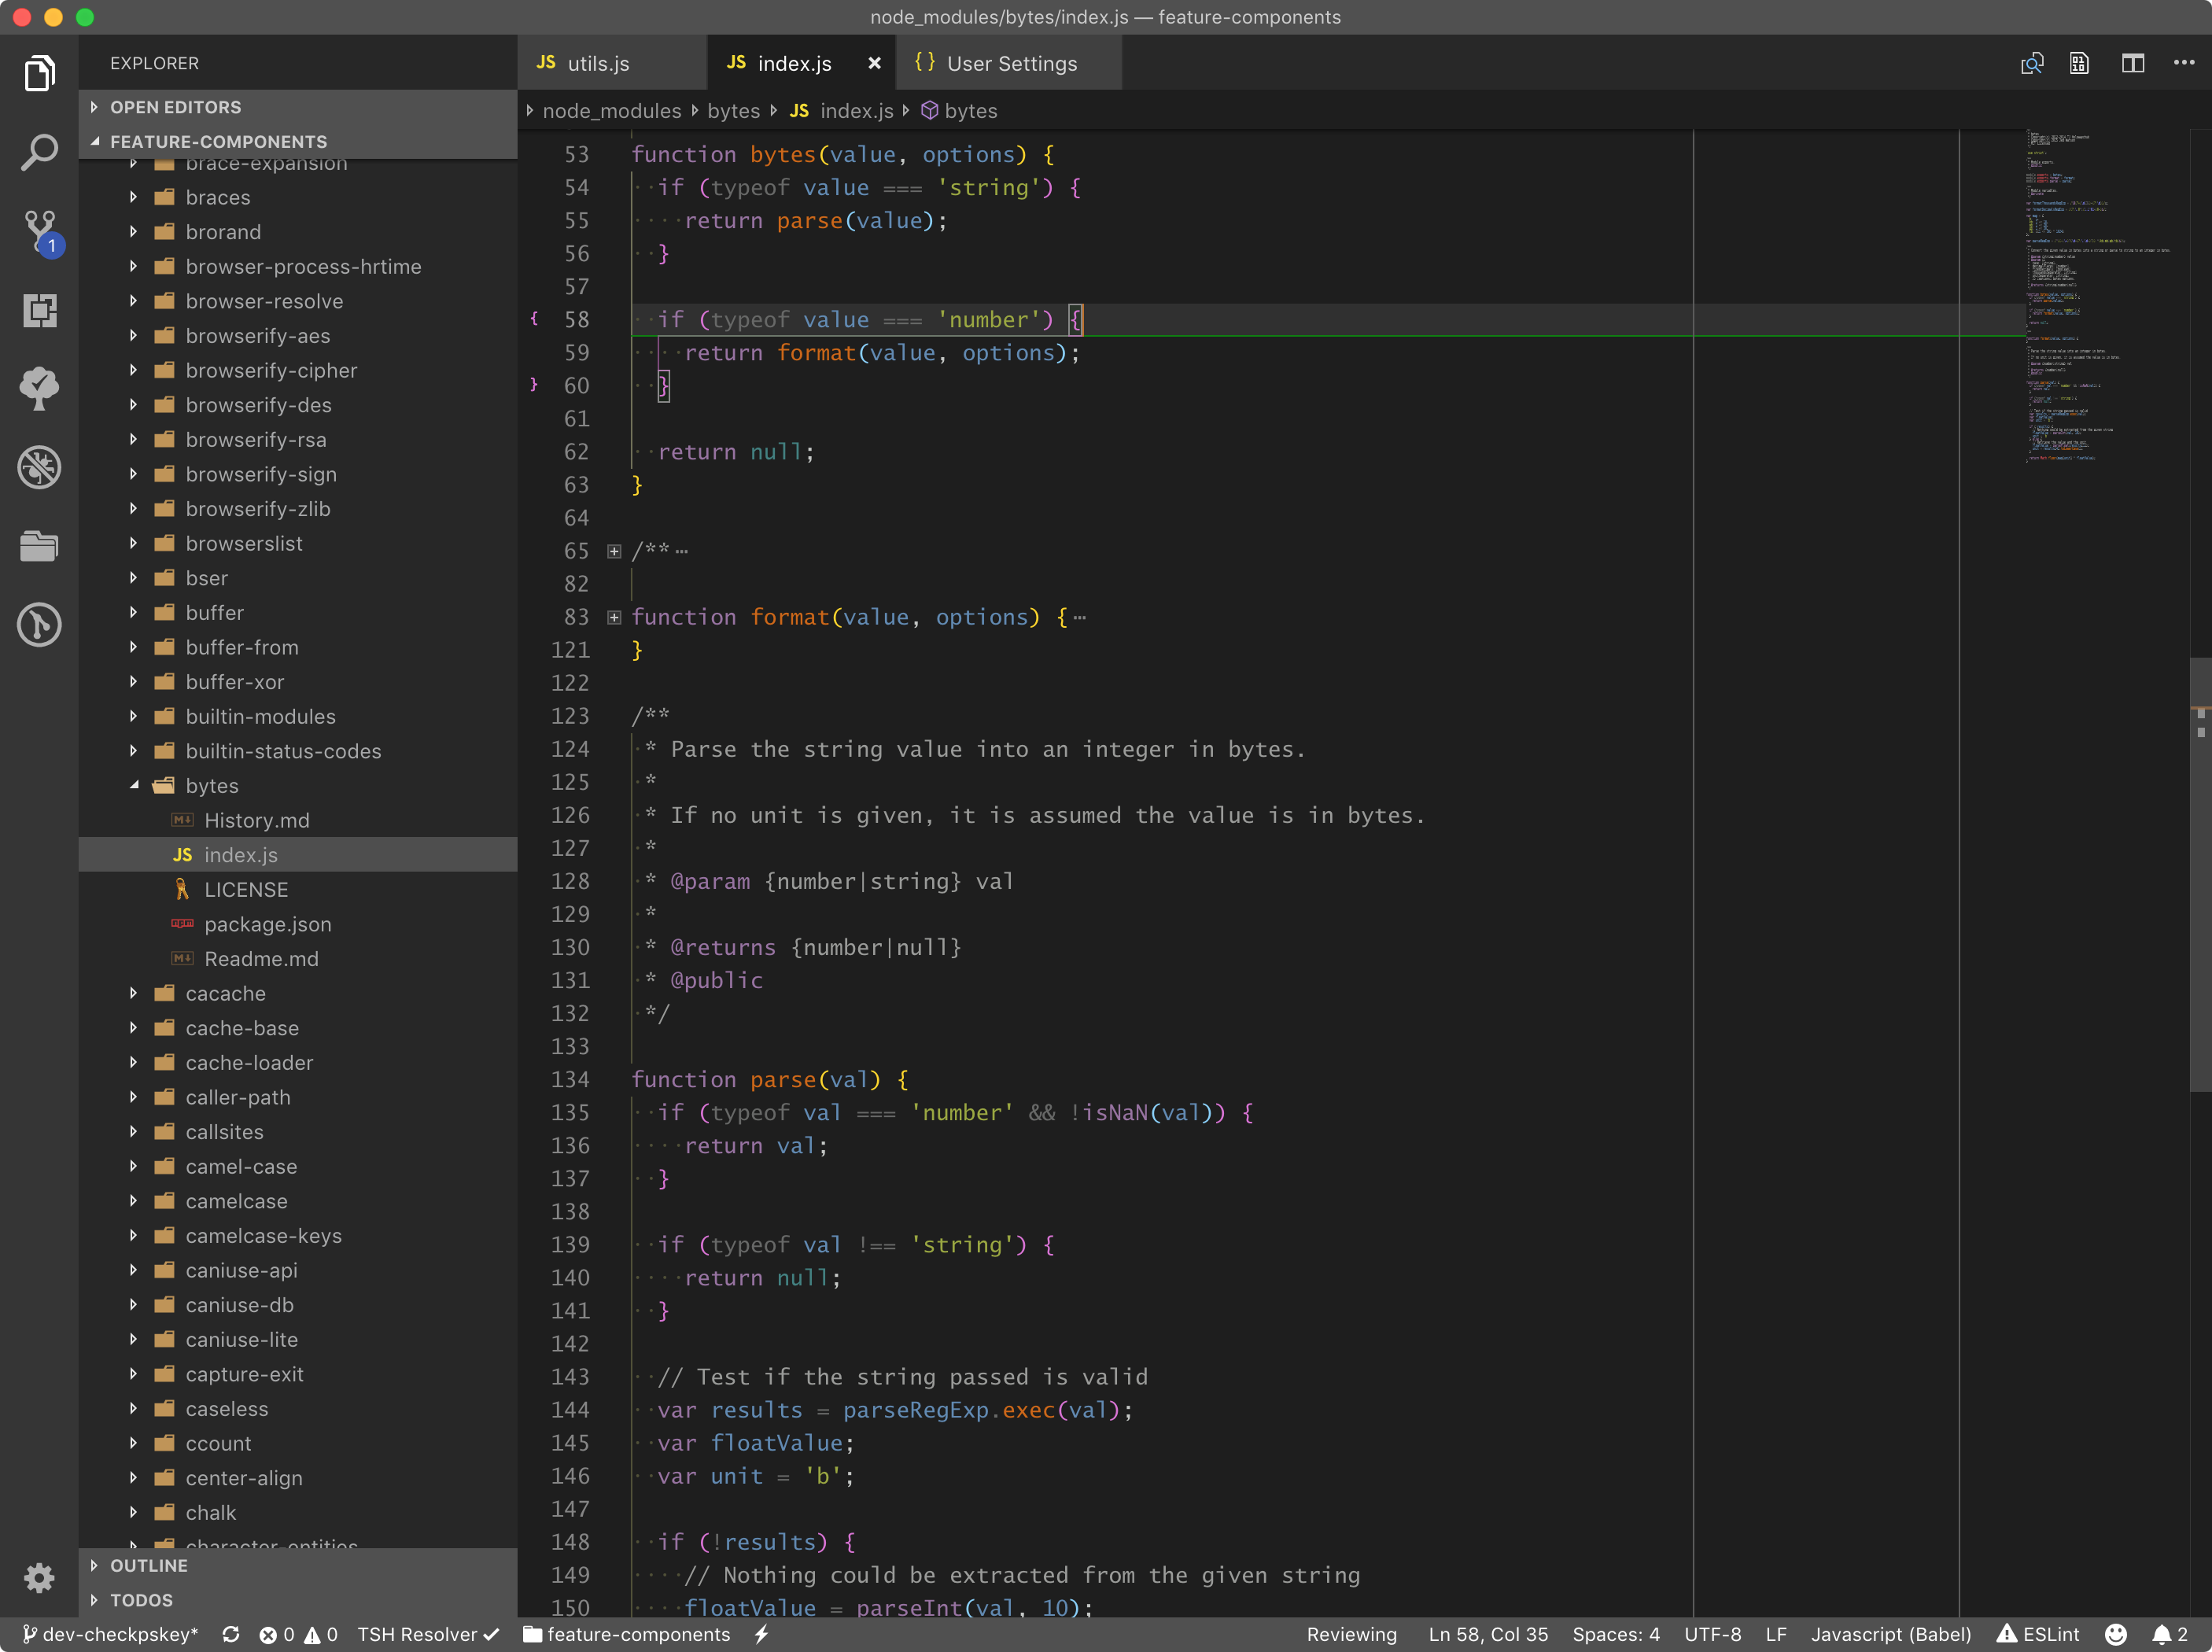 node_modules/bytes/index.js — feature-components
EXPLORER
OPEN EDITORS
FEATURE-COMPONENTS
brace-expansion
braces
brorand
browser-process-hrtime
browser-resolve
browserify-aes
browserify-cipher
browserify-des
browserify-rsa
browserify-sign
browserify-zlib
browserslist
bser
buffer
buffer-from
buffer-xor
builtin-modules
builtin-status-codes
bytes
History.md
JS index.js
LICENSE
package.json
Readme.md
cacache
cache-base
cache-loader
caller-path
callsites
camel-case
camelcase
camelcase-keys
caniuse-api
caniuse-db
caniuse-lite
capture-exit
caseless
ccount
center-align
chalk
character-entities
OUTLINE
TODOS
1
JS utils.js
JS index.js ×
{ } User Settings
node_modules bytes JS index.js bytes
53 function bytes(value, options) {
54 if (typeof value === 'string') {
55 return parse(value);
56 }
57
{ 58 if (typeof value === 'number') {
59 return format(value, options);
} 60 }
61
62 return null;
63 }
64
65 /** …
82
83 function format(value, options) { …
121 }
122
123 /**
124 * Parse the string value into an integer in bytes.
125 *
126 * If no unit is given, it is assumed the value is in bytes.
127 *
128 * @param {number|string} val
129 *
130 * @returns {number|null}
131 * @public
132 */
133
134 function parse(val) {
135 if (typeof val === 'number' && !isNaN(val)) {
136 return val;
137 }
138
139 if (typeof val !== 'string') {
140 return null;
141 }
142
143 // Test if the string passed is valid
144 var results = parseRegExp.exec(val);
145 var floatValue;
146 var unit = 'b';
147
148 if (!results) {
149 // Nothing could be extracted from the given string
150 floatValue = parseInt(val, 10);
dev-checkpskey* 0 0 TSH Resolver ✓ feature-components Reviewing Ln 58, Col 35 Spaces: 4 UTF-8 LF Javascript (Babel) ESLint 2